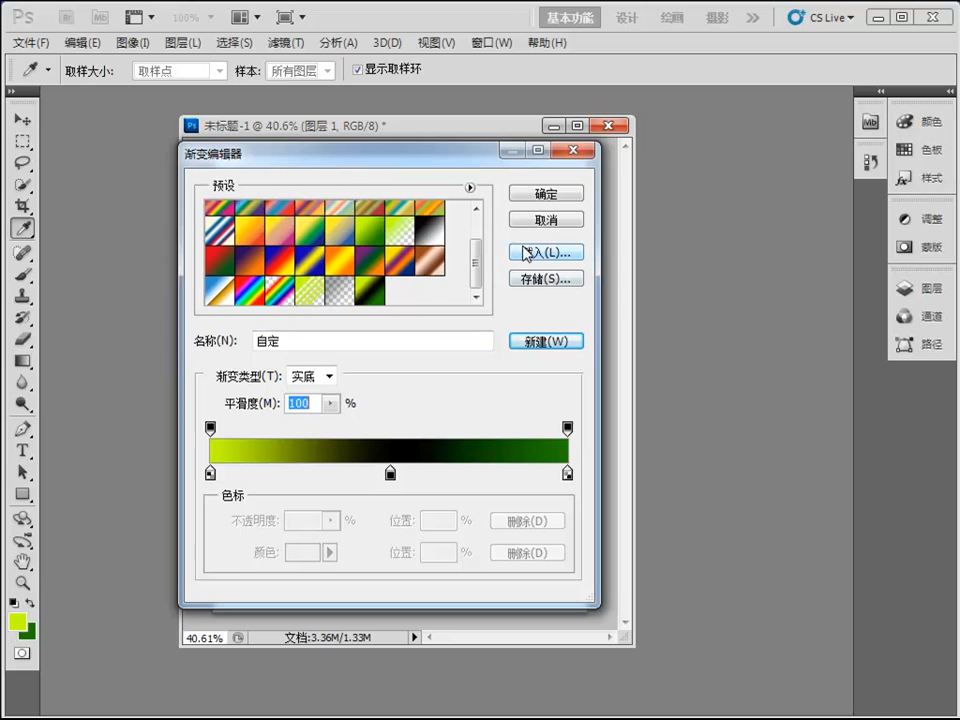 Ps Br Mb 100% 基本功能 设计 绘画 摄影 CS Live
文件(F) 编辑(E) 图像(I) 图层(L) 选择(S) 滤镜(T) 分析(A) 3D(D) 视图(V) 窗口(W) 帮助(H)
取样大小: 取样点 样本: 所有图层 显示取样环
Ps 未标题-1 @ 40.6% (图层 1, RGB/8) *
渐变编辑器
预设
确定
取消
入(L)...
存储(S)...
名称(N): 自定 新建(W)
渐变类型(T): 实底
平滑度(M): 100 %
色标
不透明度: % 位置: % 删除(D)
颜色: 位置: % 删除(D)
40.61% 文档:3.36M/1.33M
Mb
颜色
色板
样式
调整
蒙版
图层
通道
路径
T